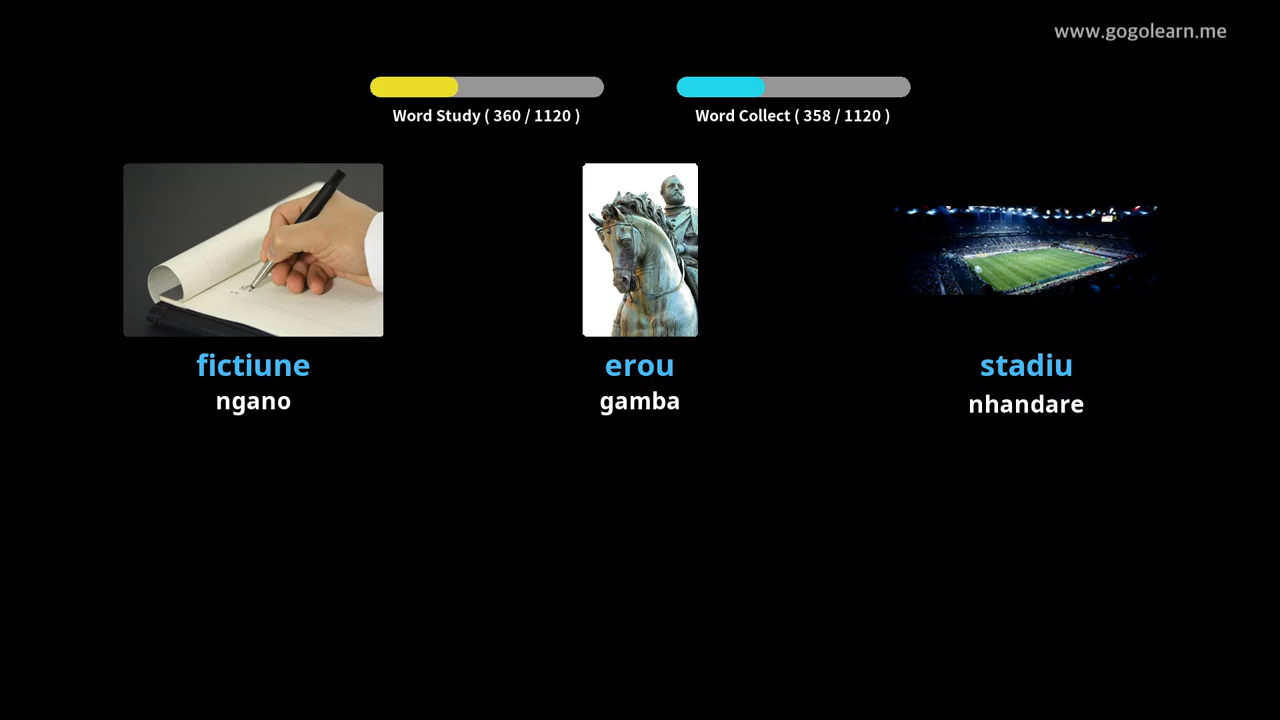 www.gogolearn.me
Word Study ( 360 / 1120 )
Word Collect ( 358 / 1120 )
fictiune
erou
stadiu
ngano
gamba
nhandare